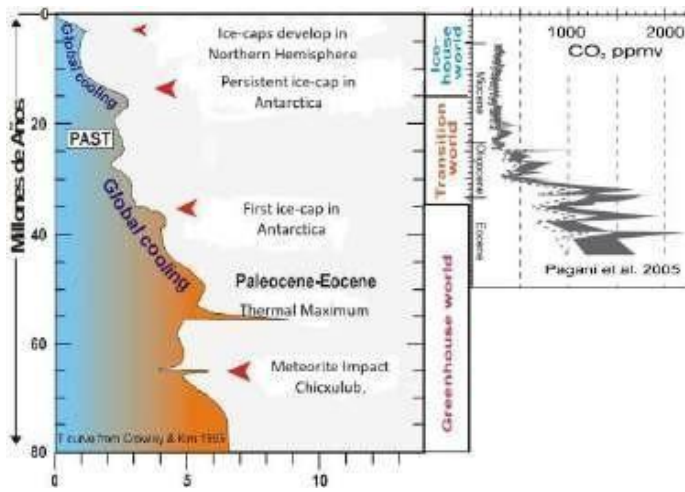 0
20
40
60
80
Millones de Años
Global cooling
PAST
Global cooling
Ice-caps develop in
Northern Hemisphere
Persistent ice-cap in
Antarctica
First ice-cap in
Antarctica
Paleocene-Eocene
Thermal Maximum
Meteorite Impact
Chicxulub.
T curve from Crowley & Kim 1995
0
5
10
Ice-
house
world
Transition
world
Greenhouse world
1000
2000
CO₂ ppmv
Miocene
Oligocene
Eocene
Pagani et al. 2005